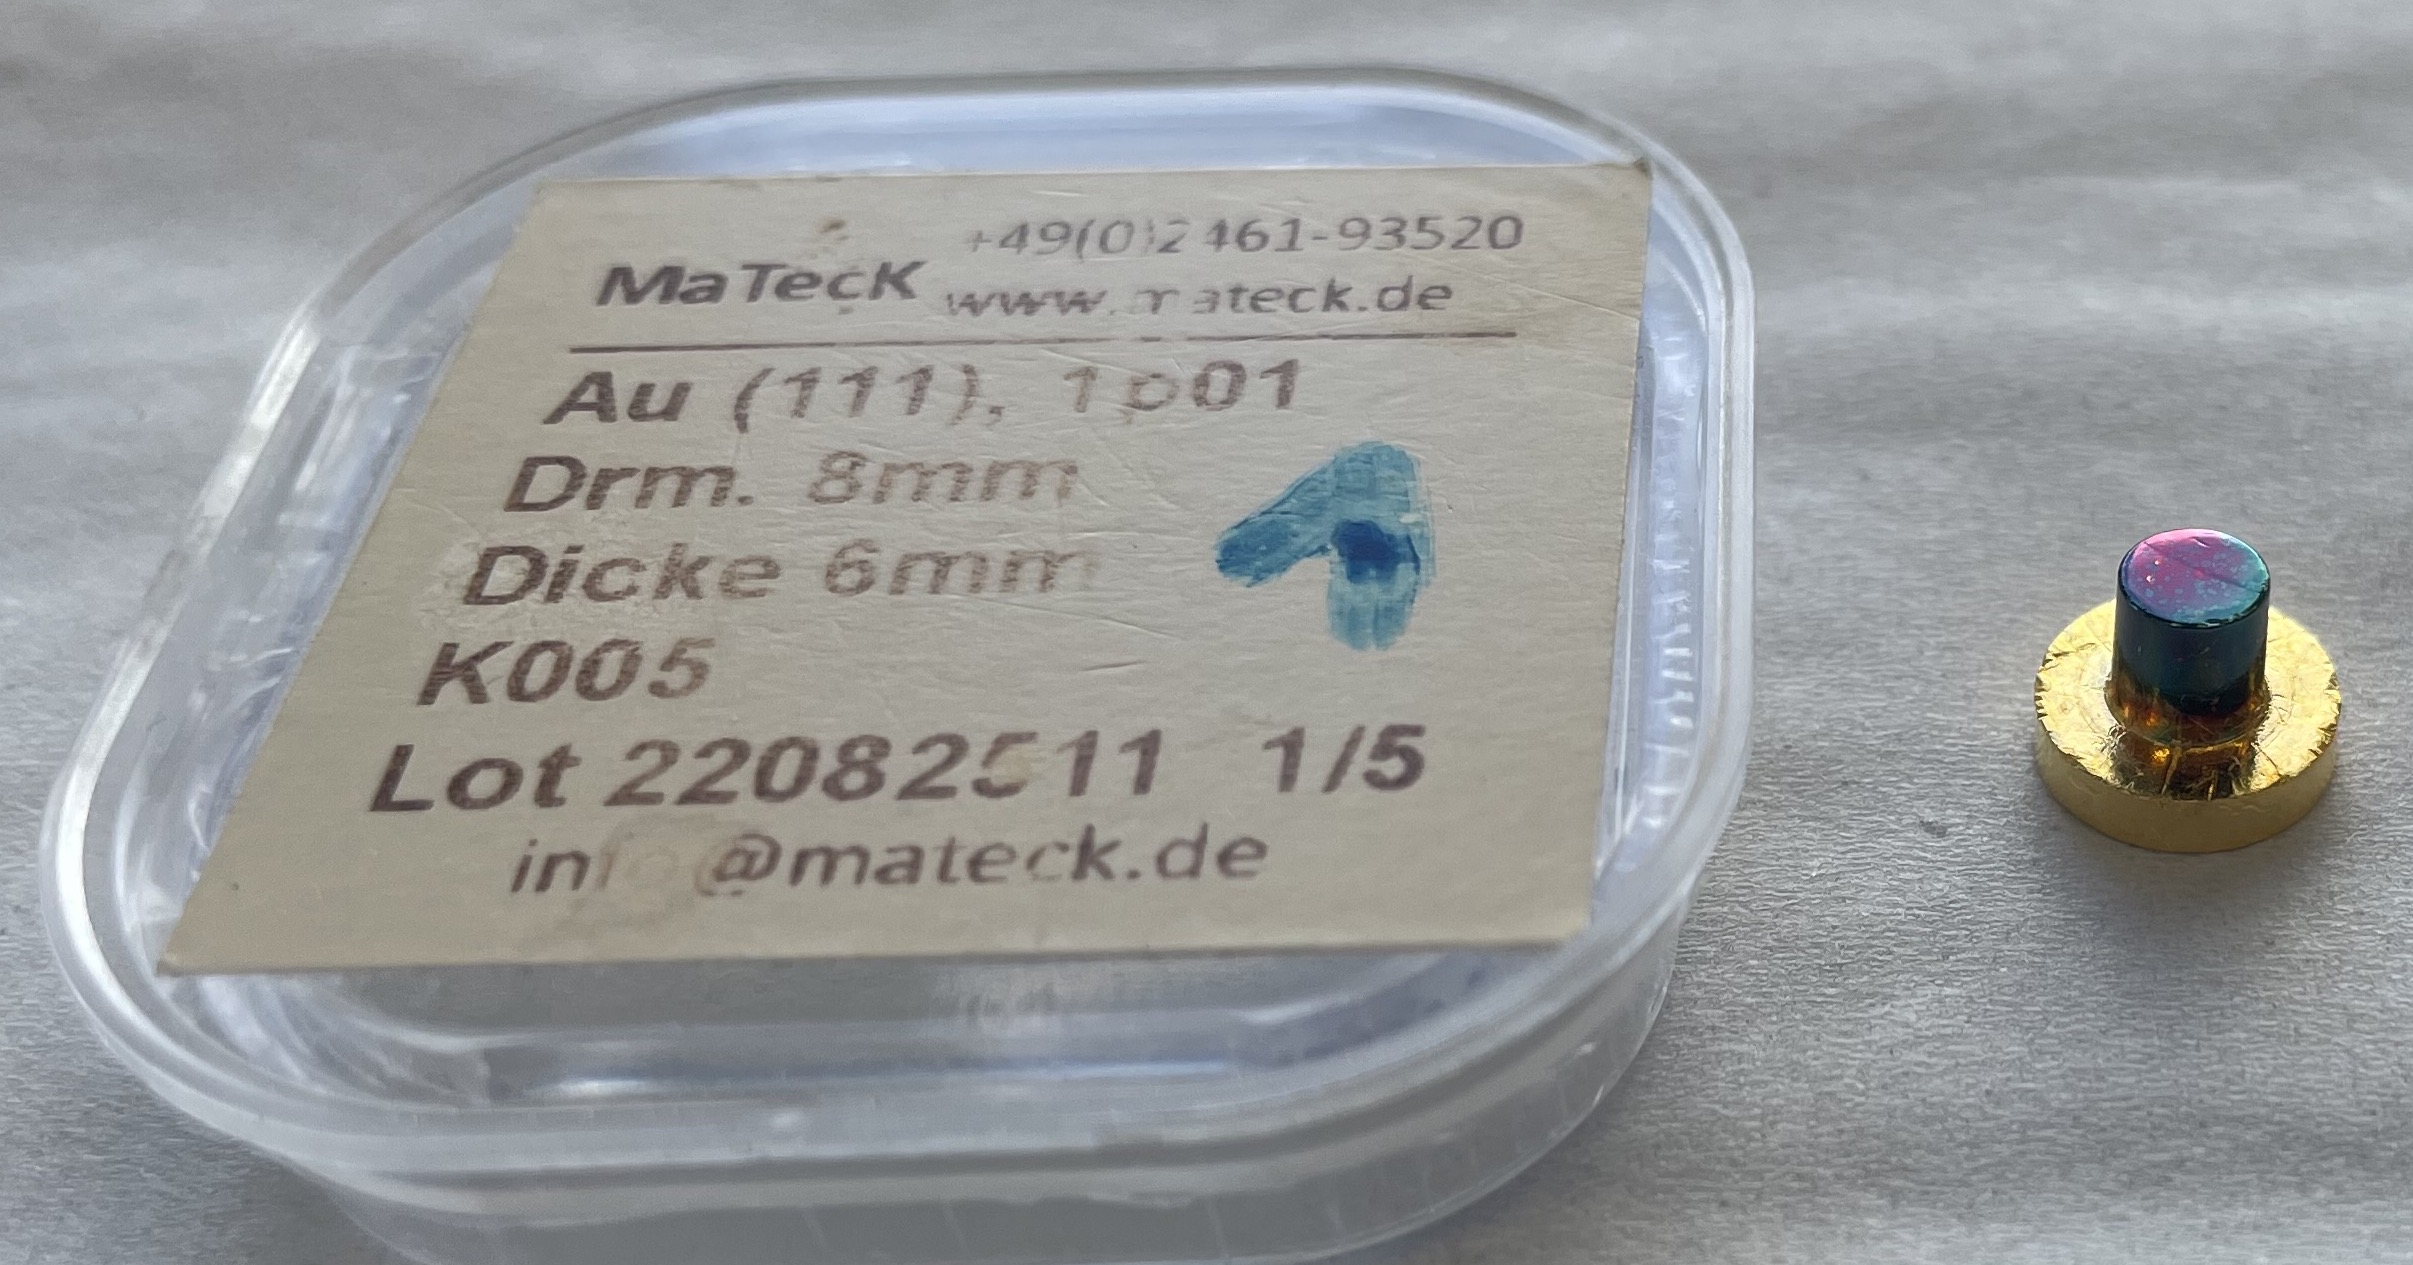 MaTecK
+49(0)2461-93520
www.mateck.de
Au (111), 1p01
Drm. 8mm
Dicke 6mm
1
K005
Lot 22082511 1/5
info@mateck.de